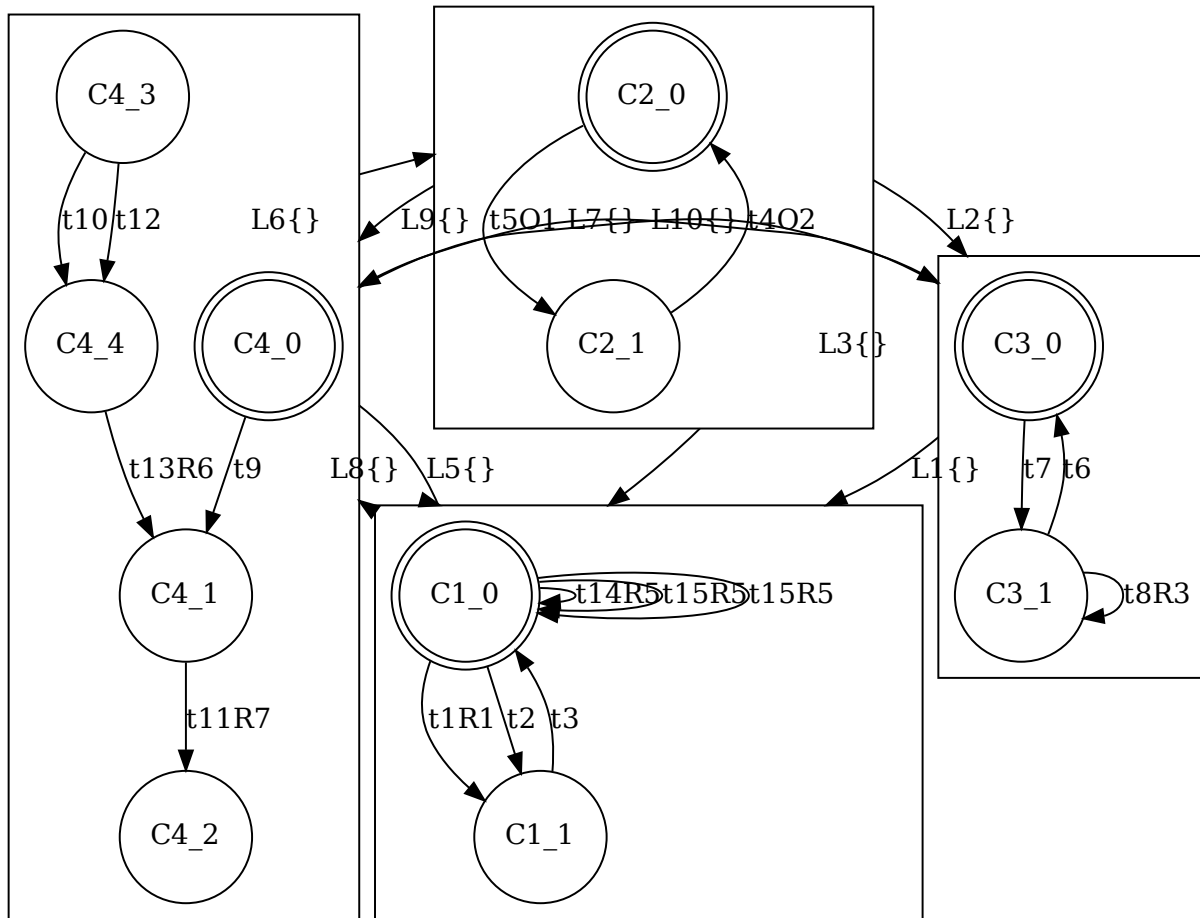 C4_3
C2_0
t10
t12
L6{}
L9{}
t5O1
L7{}
L10{}
t4O2
L2{}
C4_4
C4_0
C2_1
L3{}
C3_0
t13R6
t9
L8{}
L5{}
L1{}
t7
t6
C4_1
C1_0
t14R5
t15R5
t15R5
C3_1
t8R3
t11R7
t1R1
t2
t3
C4_2
C1_1